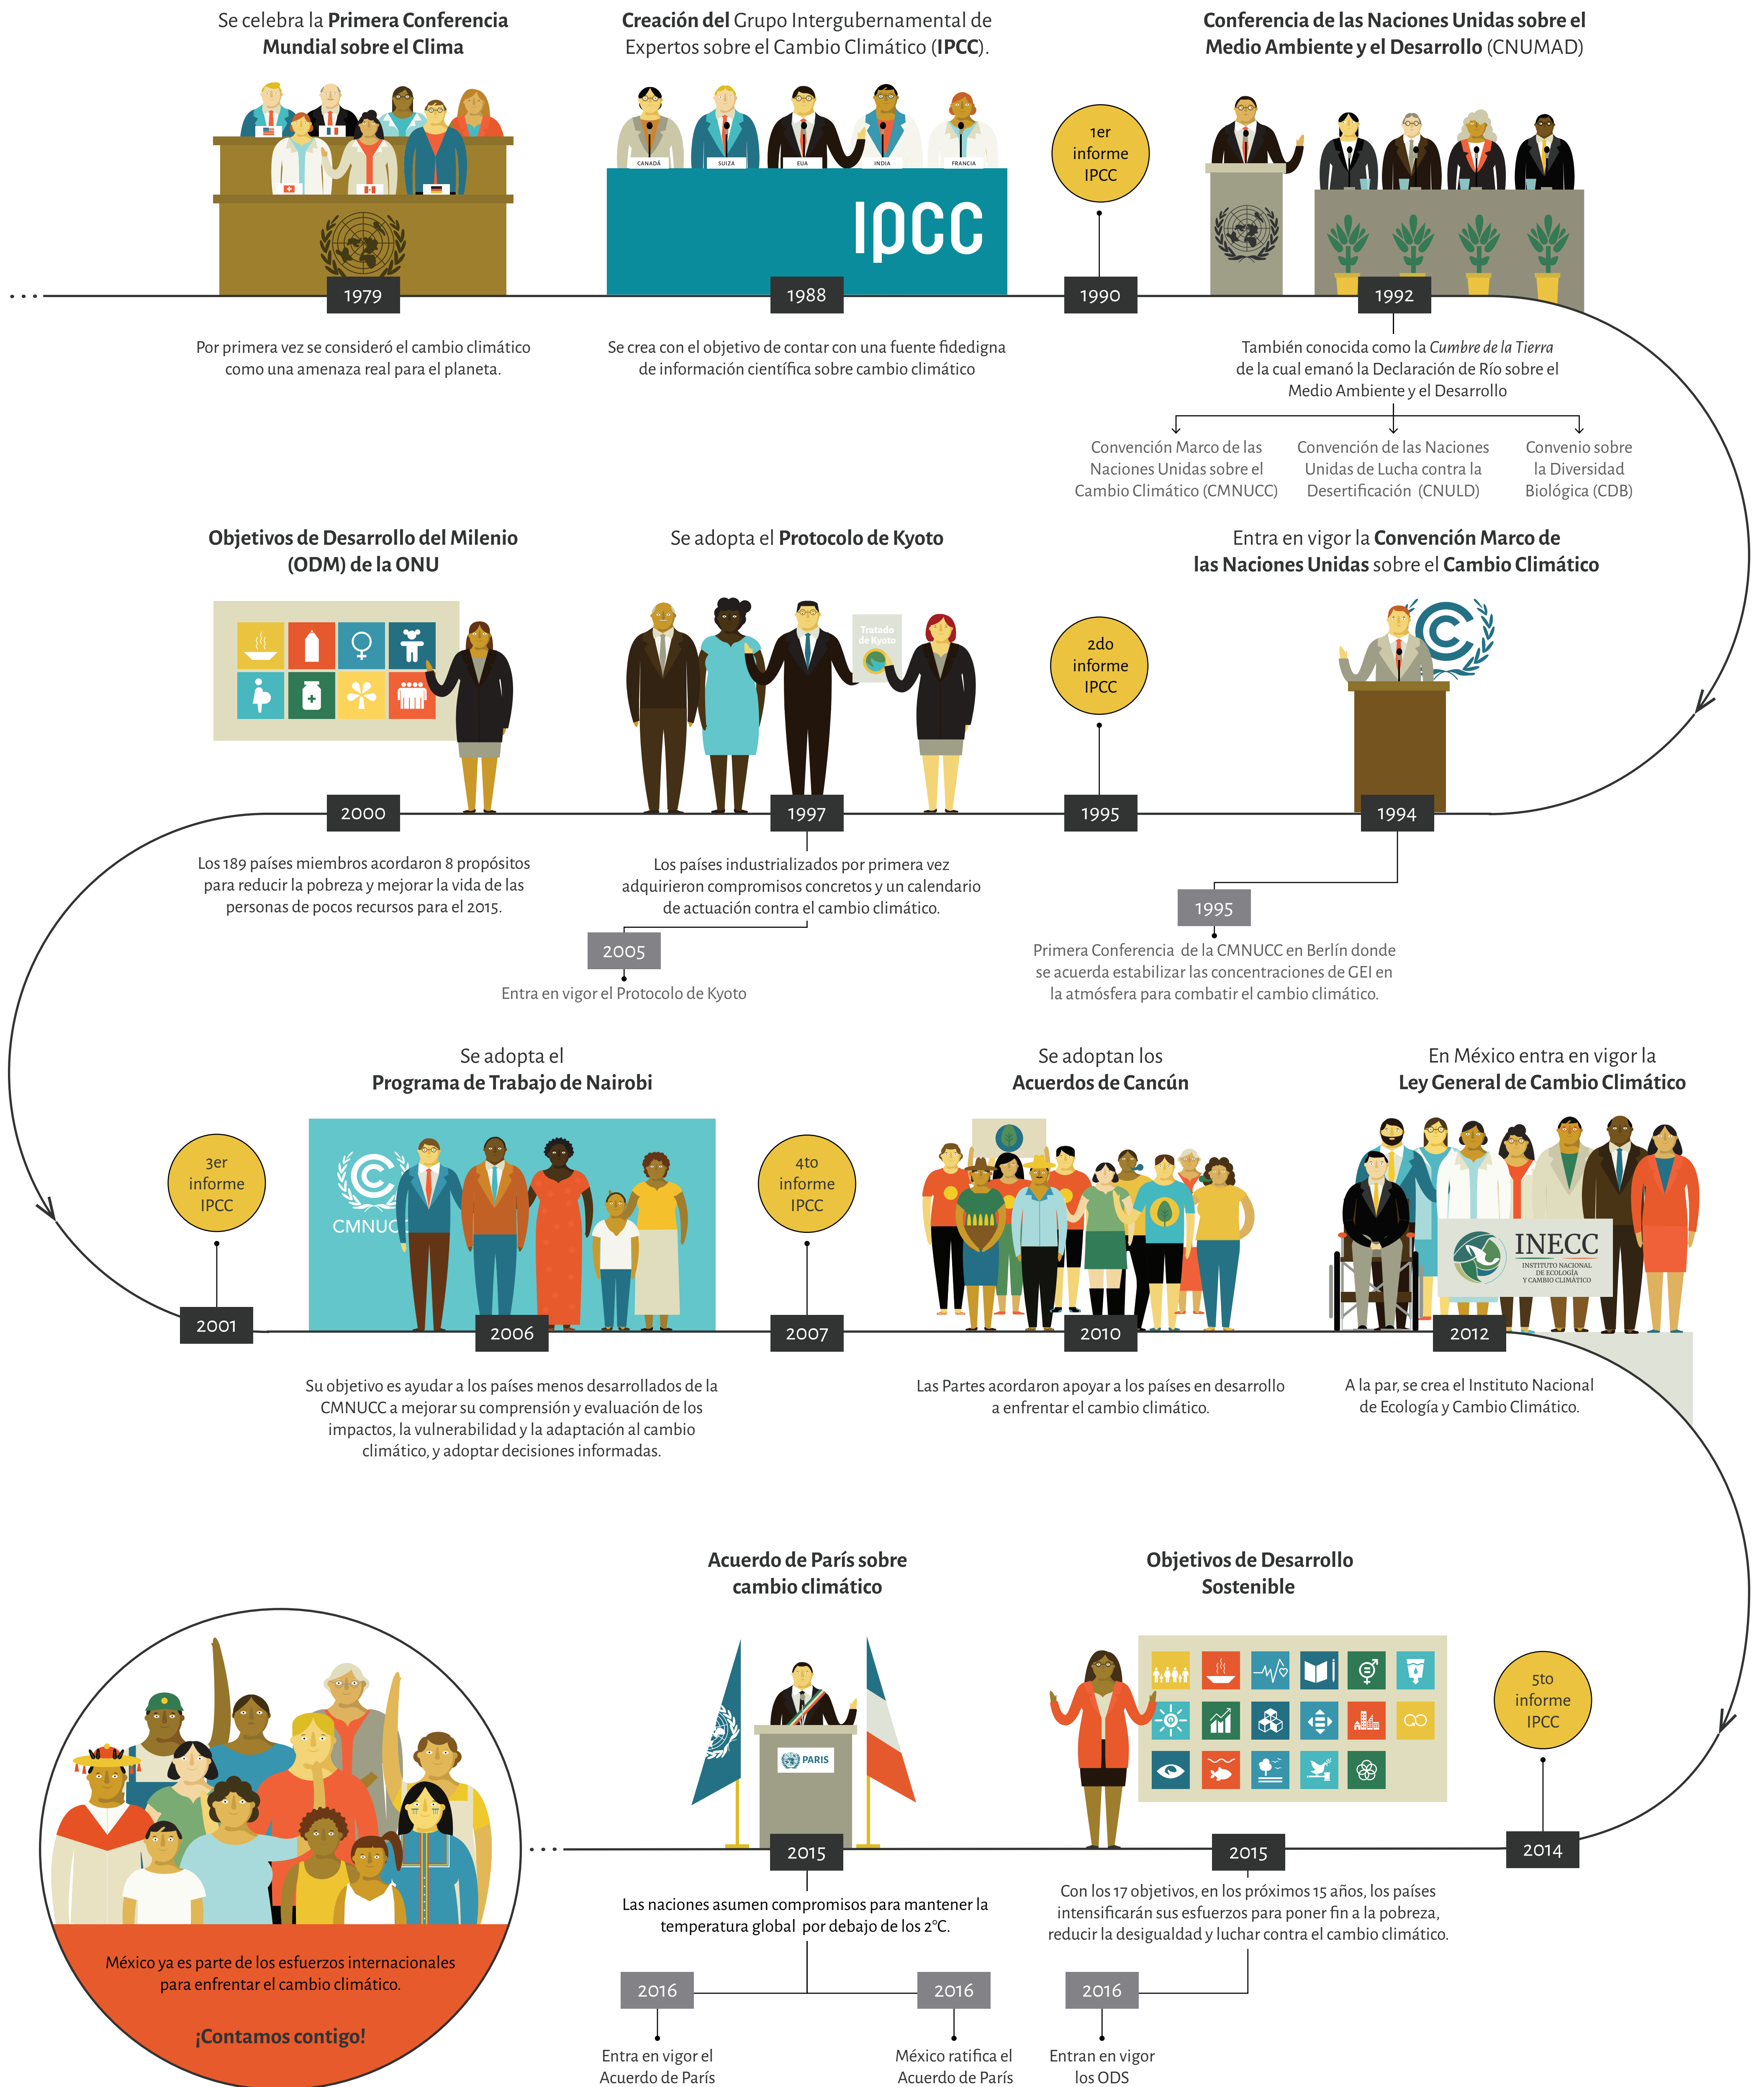 Se celebra la Primera Conferencia
Mundial sobre el Clima
1979
Por primera vez se consideró el cambio climático
como una amenaza real para el planeta.
Creación del Grupo Intergubernamental de
Expertos sobre el Cambio Climático (IPCC).
CANADÁ
SUIZA
EUA
INDIA
FRANCIA
ipcc
1988
Se crea con el objetivo de contar con una fuente fidedigna
de información científica sobre cambio climático
1er
informe
IPCC
1990
Conferencia de las Naciones Unidas sobre el
Medio Ambiente y el Desarrollo (CNUMAD)
1992
También conocida como la Cumbre de la Tierra
de la cual emanó la Declaración de Río sobre el
Medio Ambiente y el Desarrollo
Convención Marco de las
Naciones Unidas sobre el
Cambio Climático (CMNUCC)
Convención de las Naciones
Unidas de Lucha contra la
Desertificación (CNULD)
Convenio sobre
la Diversidad
Biológica (CDB)
Entra en vigor la Convención Marco de
las Naciones Unidas sobre el Cambio Climático
1994
1995
Primera Conferencia de la CMNUCC en Berlín donde
se acuerda estabilizar las concentraciones de GEI en
la atmósfera para combatir el cambio climático.
2do
informe
IPCC
1995
Se adopta el Protocolo de Kyoto
Tratado
de Kyoto
1997
Los países industrializados por primera vez
adquirieron compromisos concretos y un calendario
de actuación contra el cambio climático.
2005
Entra en vigor el Protocolo de Kyoto
Objetivos de Desarrollo del Milenio
(ODM) de la ONU
2000
Los 189 países miembros acordaron 8 propósitos
para reducir la pobreza y mejorar la vida de las
personas de pocos recursos para el 2015.
3er
informe
IPCC
2001
Se adopta el
Programa de Trabajo de Nairobi
CMNUCC
2006
Su objetivo es ayudar a los países menos desarrollados de la
CMNUCC a mejorar su comprensión y evaluación de los
impactos, la vulnerabilidad y la adaptación al cambio
climático, y adoptar decisiones informadas.
4to
informe
IPCC
2007
Se adoptan los
Acuerdos de Cancún
2010
Las Partes acordaron apoyar a los países en desarrollo
a enfrentar el cambio climático.
En México entra en vigor la
Ley General de Cambio Climático
INECC
INSTITUTO NACIONAL
DE ECOLOGÍA
Y CAMBIO CLIMÁTICO
2012
A la par, se crea el Instituto Nacional
de Ecología y Cambio Climático.
5to
informe
IPCC
2014
Objetivos de Desarrollo
Sostenible
2015
Con los 17 objetivos, en los próximos 15 años, los países
intensificarán sus esfuerzos para poner fin a la pobreza,
reducir la desigualdad y luchar contra el cambio climático.
2016
Entran en vigor
los ODS
Acuerdo de París sobre
cambio climático
PARIS
2015
Las naciones asumen compromisos para mantener la
temperatura global por debajo de los 2°C.
2016
Entra en vigor el
Acuerdo de París
2016
México ratifica el
Acuerdo de París
México ya es parte de los esfuerzos internacionales
para enfrentar el cambio climático.
¡Contamos contigo!